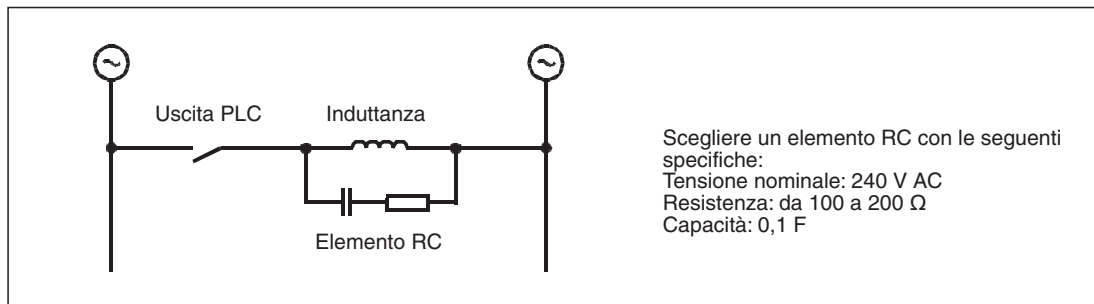 Uscita PLC
Induttanza
Elemento RC
Scegliere un elemento RC con le seguenti
specifiche:
Tensione nominale: 240 V AC
Resistenza: da 100 a 200 Ω
Capacità: 0,1 F